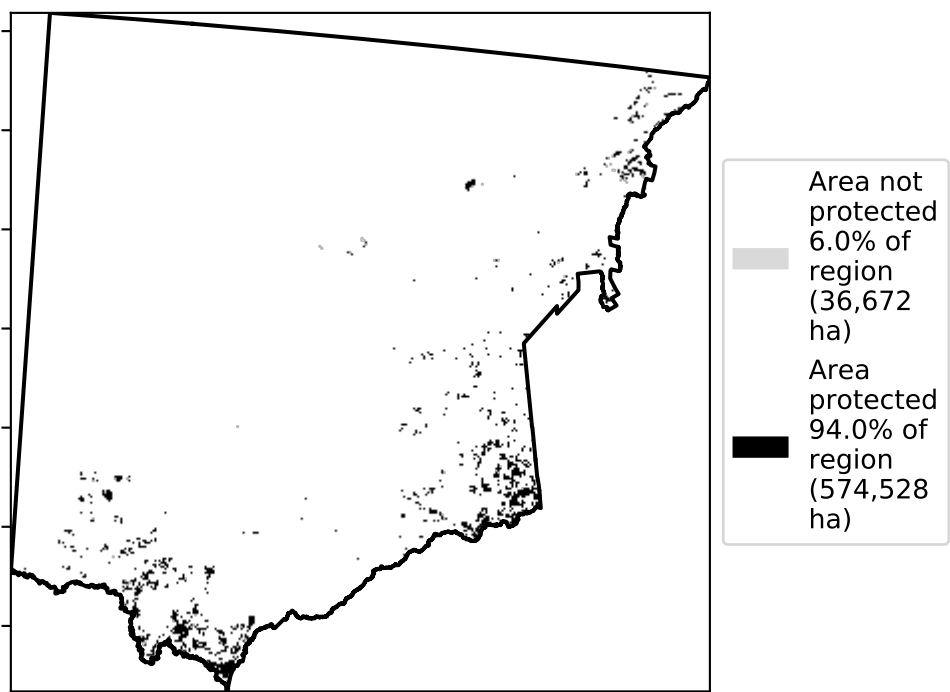 Area not
protected
6.0% of
region
(36,672
ha)
Area
protected
94.0% of
region
(574,528
ha)